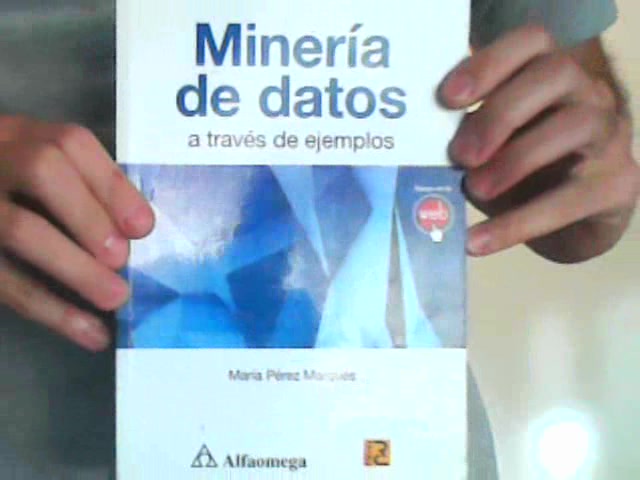 Minería
de datos
a través de ejemplos
web
María Pérez Marqués
Alfaomega